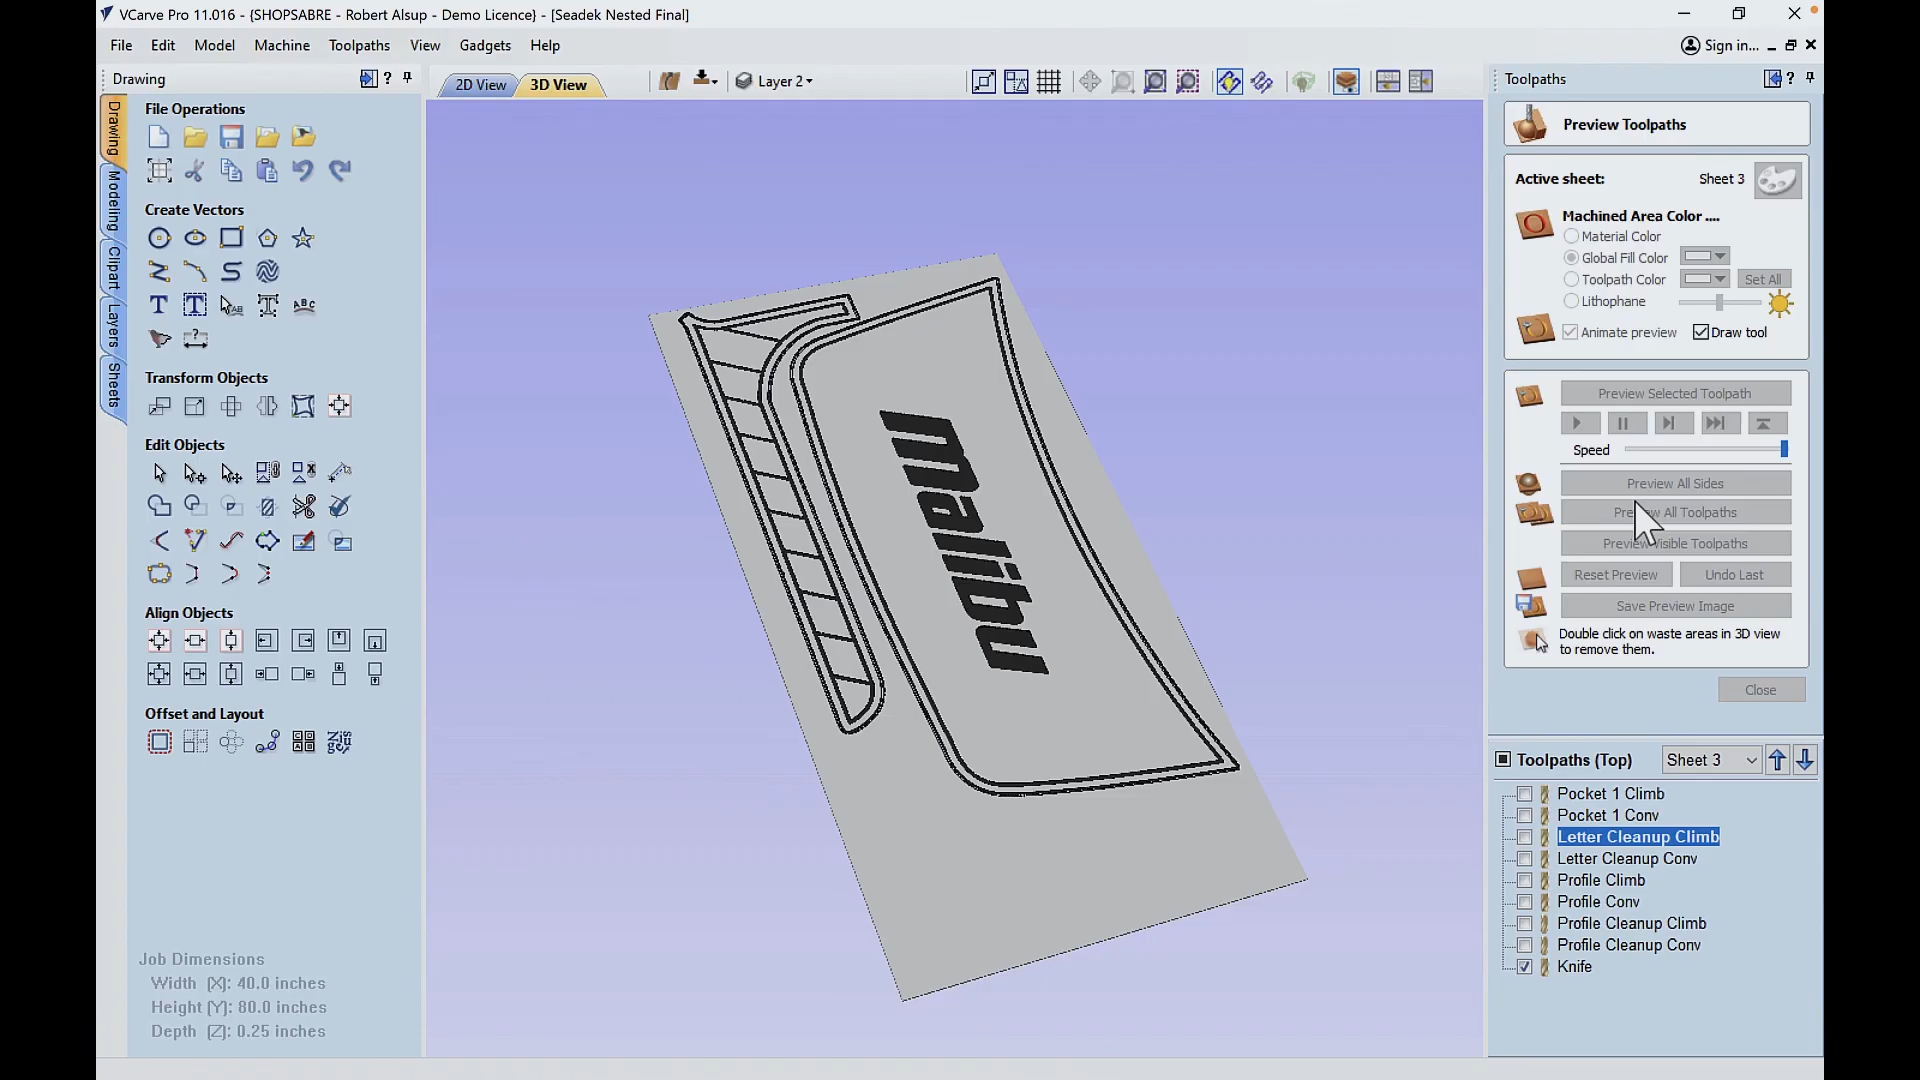 VCarve Pro 11.016 - {SHOPSABRE - Robert Alsup - Demo Licence} - [Seadek Nested Final]
File Edit Model Machine Toolpaths View Gadgets Help
Sign in...
Drawing
2D View
3D View
Layer 2
Toolpaths
Drawing
Modeling
Clipart
Layers
Sheets
File Operations
Create Vectors
Transform Objects
Edit Objects
Align Objects
Offset and Layout
Job Dimensions
Width (X): 40.0 inches
Height (Y): 80.0 inches
Depth (Z): 0.25 inches
malibu
Preview Toolpaths
Active sheet: Sheet 3
Machined Area Color ....
Material Color
Global Fill Color
Toolpath Color
Set All
Lithophane
Animate preview
Draw tool
Preview Selected Toolpath
Speed
Preview All Sides
Preview All Toolpaths
Preview Visible Toolpaths
Reset Preview
Undo Last
Save Preview Image
Double click on waste areas in 3D view
to remove them.
Close
Toolpaths (Top)
Sheet 3
Pocket 1 Climb
Pocket 1 Conv
Letter Cleanup Climb
Letter Cleanup Conv
Profile Climb
Profile Conv
Profile Cleanup Climb
Profile Cleanup Conv
Knife